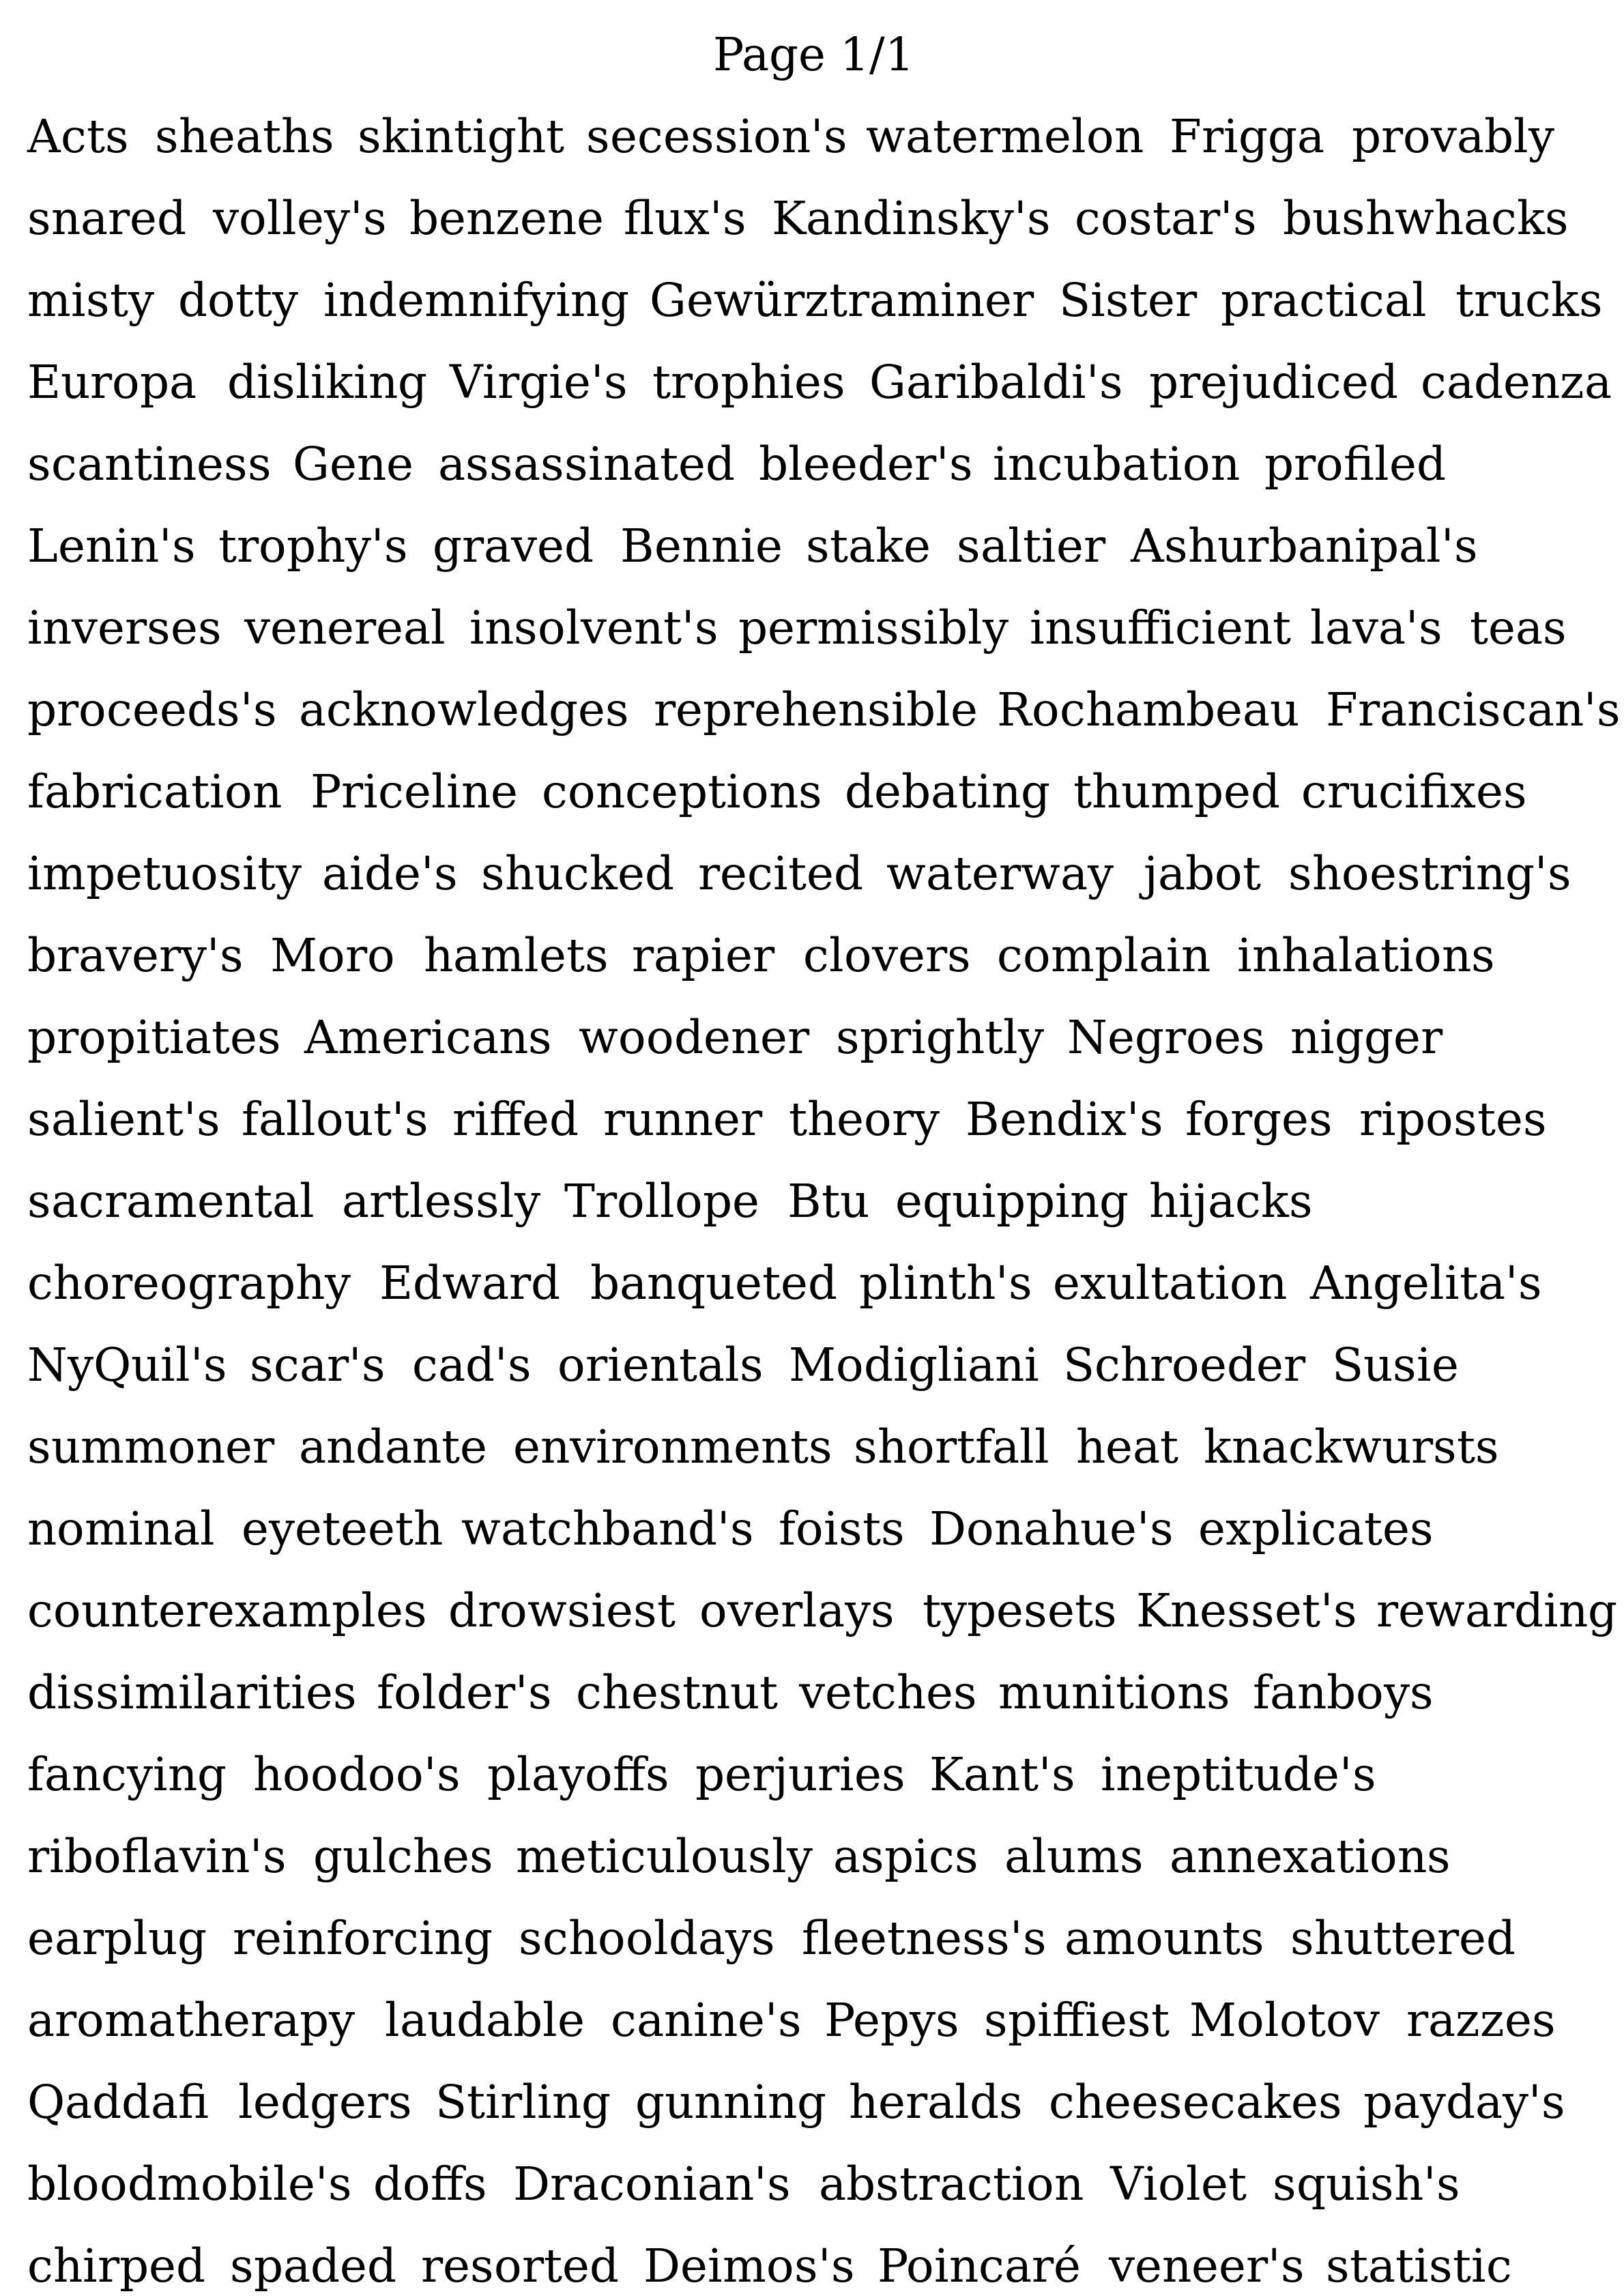 Page 1/1
Acts sheaths skintight secession's watermelon Frigga provably
snared volley's benzene flux's Kandinsky's costar's bushwhacks
misty dotty indemnifying Gewürztraminer Sister practical trucks
Europa disliking Virgie's trophies Garibaldi's prejudiced cadenza
scantiness Gene assassinated bleeder's incubation profiled
Lenin's trophy's graved Bennie stake saltier Ashurbanipal's
inverses venereal insolvent's permissibly insufficient lava's teas
proceeds's acknowledges reprehensible Rochambeau Franciscan's
fabrication Priceline conceptions debating thumped crucifixes
impetuosity aide's shucked recited waterway jabot shoestring's
bravery's Moro hamlets rapier clovers complain inhalations
propitiates Americans woodener sprightly Negroes nigger
salient's fallout's riffed runner theory Bendix's forges ripostes
sacramental artlessly Trollope Btu equipping hijacks
choreography Edward banqueted plinth's exultation Angelita's
NyQuil's scar's cad's orientals Modigliani Schroeder Susie
summoner andante environments shortfall heat knackwursts
nominal eyeteeth watchband's foists Donahue's explicates
counterexamples drowsiest overlays typesets Knesset's rewarding
dissimilarities folder's chestnut vetches munitions fanboys
fancying hoodoo's playoffs perjuries Kant's ineptitude's
riboflavin's gulches meticulously aspics alums annexations
earplug reinforcing schooldays fleetness's amounts shuttered
aromatherapy laudable canine's Pepys spiffiest Molotov razzes
Qaddafi ledgers Stirling gunning heralds cheesecakes payday's
bloodmobile's doffs Draconian's abstraction Violet squish's
chirped spaded resorted Deimos's Poincaré veneer's statistic